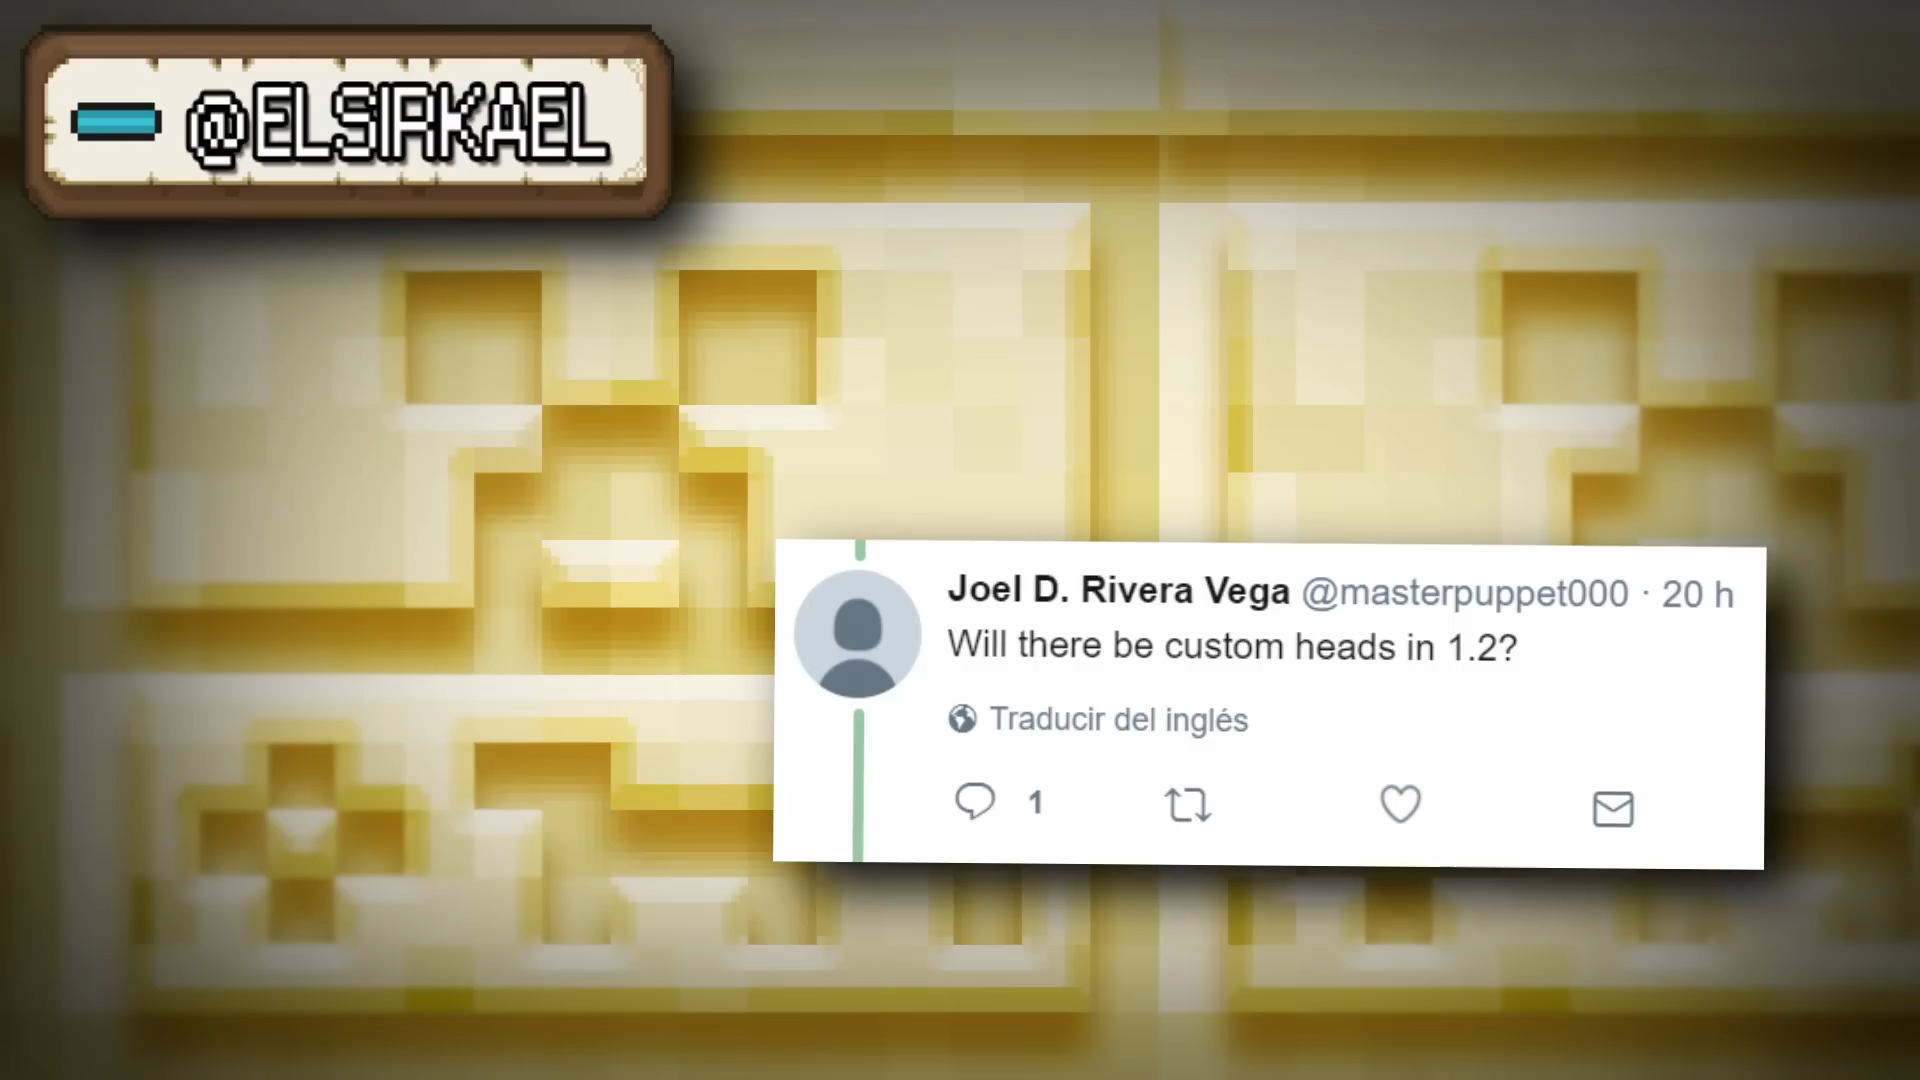 @ELSIRKAEL
Joel D. Rivera Vega @masterpuppet000 · 20 h
Will there be custom heads in 1.2?
Traducir del inglés
1